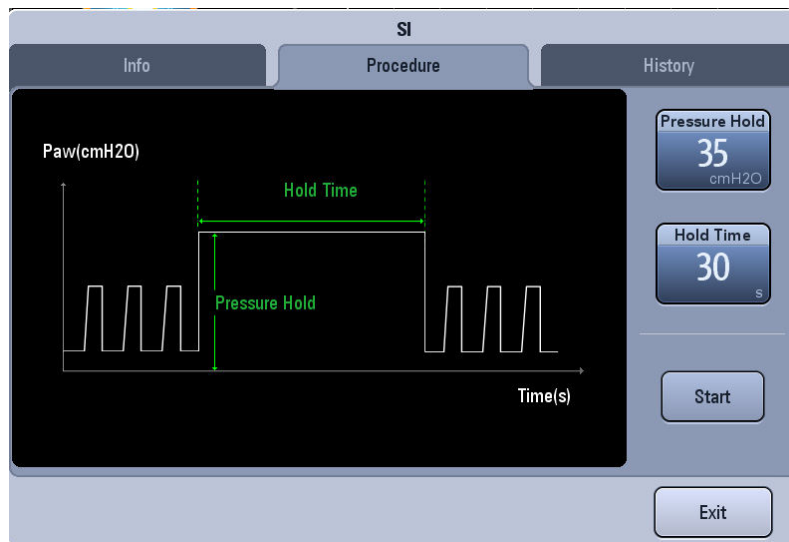 SI
Info
Procedure
History
Paw(cmH2O)
Hold Time
Pressure Hold
Time(s)
Pressure Hold
35
cmH2O
Hold Time
30
s
Start
Exit